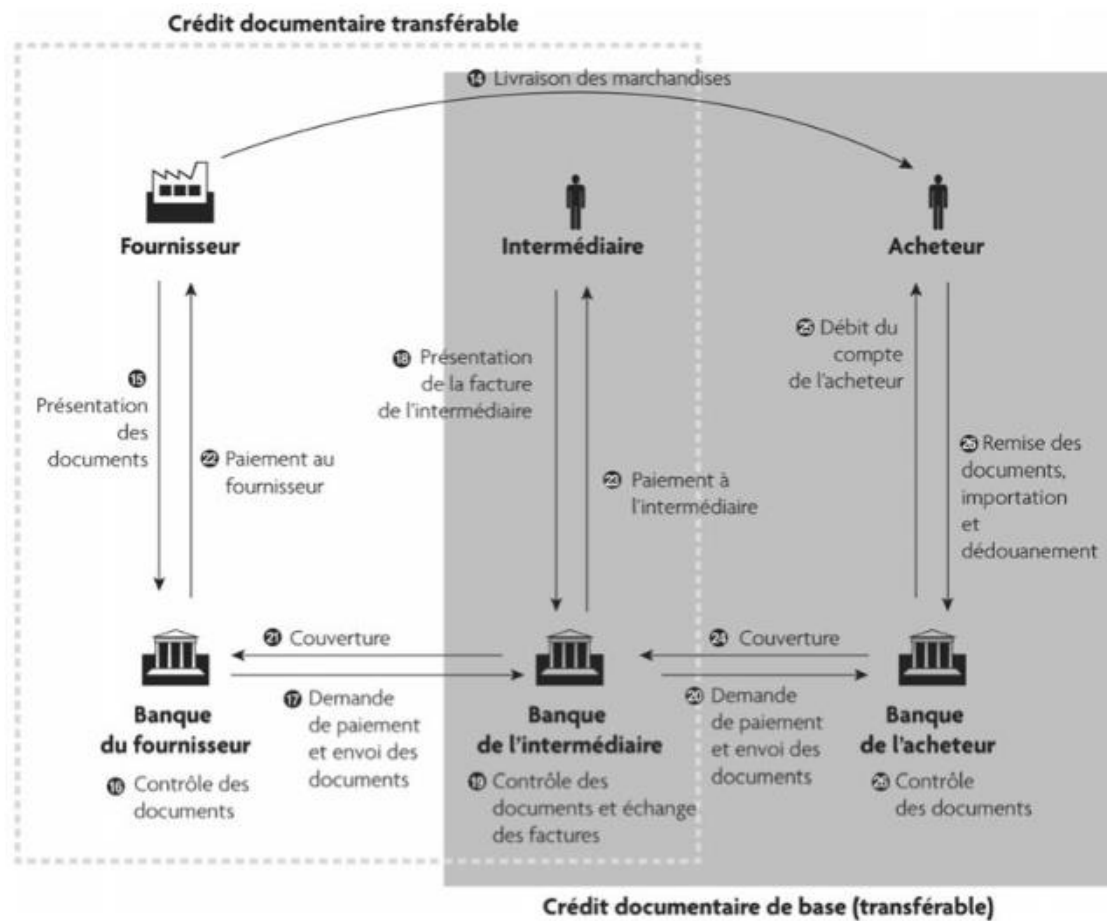 Crédit documentaire transférable
14 Livraison des marchandises
Fournisseur
Intermédiaire
Acheteur
15
Présentation
des
documents
22 Paiement au
fournisseur
18 Présentation
de la facture
de l'intermédiaire
23 Paiement à
l'intermédiaire
25 Débit du
compte
de l'acheteur
26 Remise des
documents,
importation
et
dédouanement
21 Couverture
24 Couverture
17 Demande
de paiement
et envoi des
documents
20 Demande
de paiement
et envoi des
documents
Banque
du fournisseur
Banque
de l'intermédiaire
Banque
de l'acheteur
16 Contrôle des
documents
19 Contrôle des
documents et échange
des factures
26 Contrôle
des documents
Crédit documentaire de base (transférable)